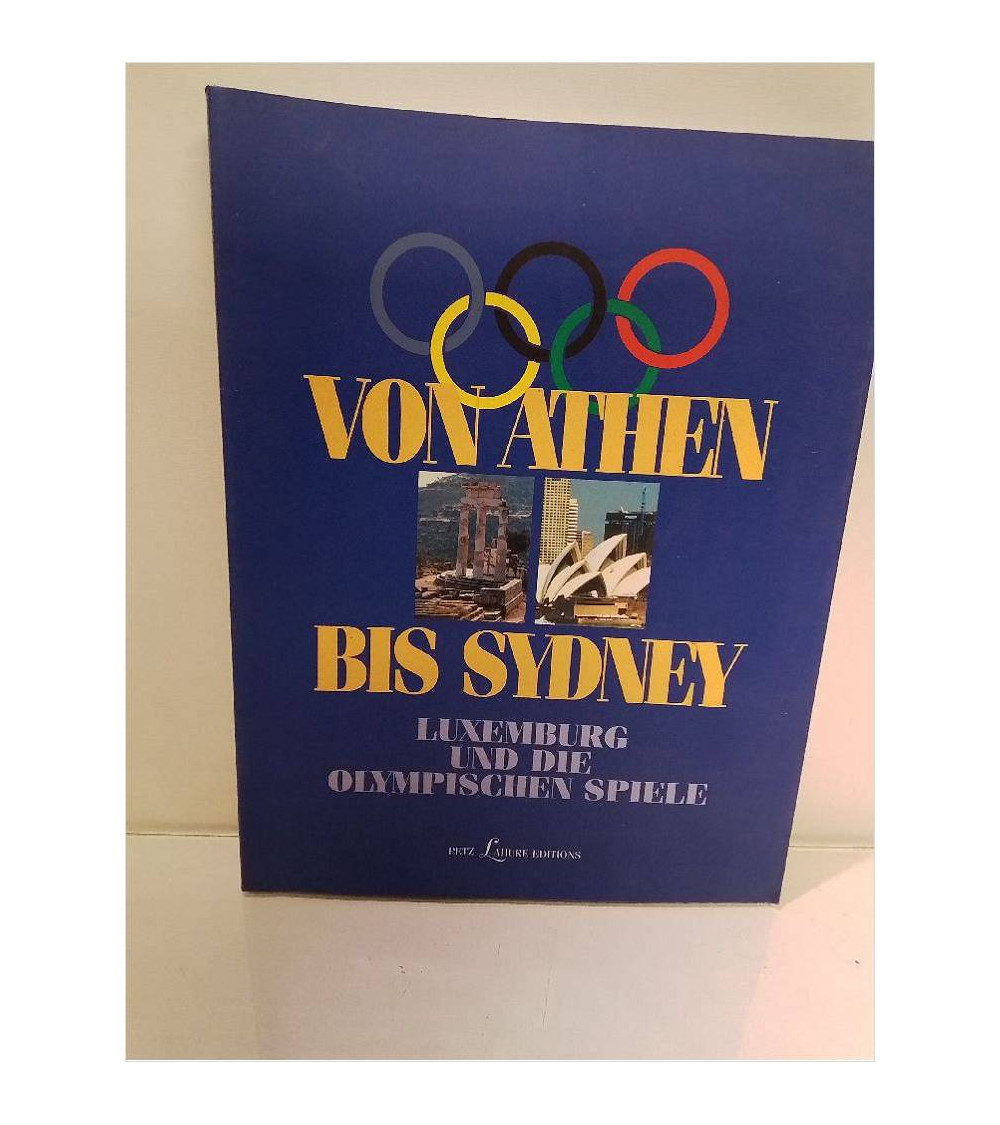 VON ATHEN
BIS SYDNEY
LUXEMBURG
UND DIE
OLYMPISCHEN SPIELE
PETZ LAHURE EDITIONS